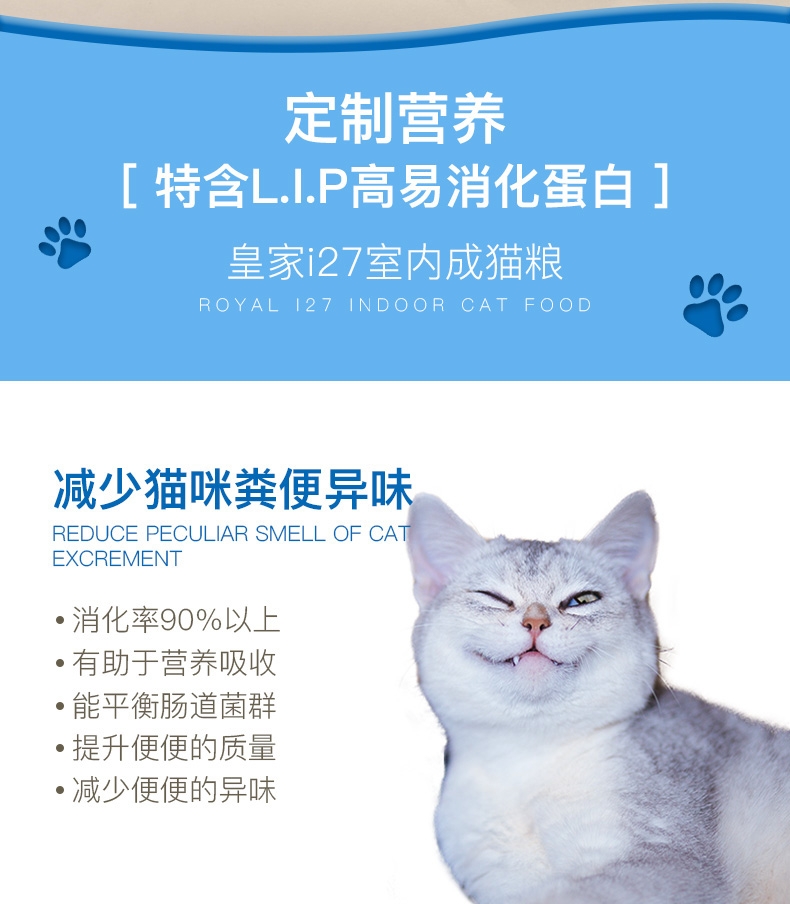 定制营养
[ 特含L.I.P高易消化蛋白 ]
皇家i27室内成猫粮
ROYAL I27 INDOOR CAT FOOD
减少猫咪粪便异味
REDUCE PECULIAR SMELL OF CAT
EXCREMENT
•消化率90%以上
•有助于营养吸收
•能平衡肠道菌群
•提升便便的质量
•减少便便的异味